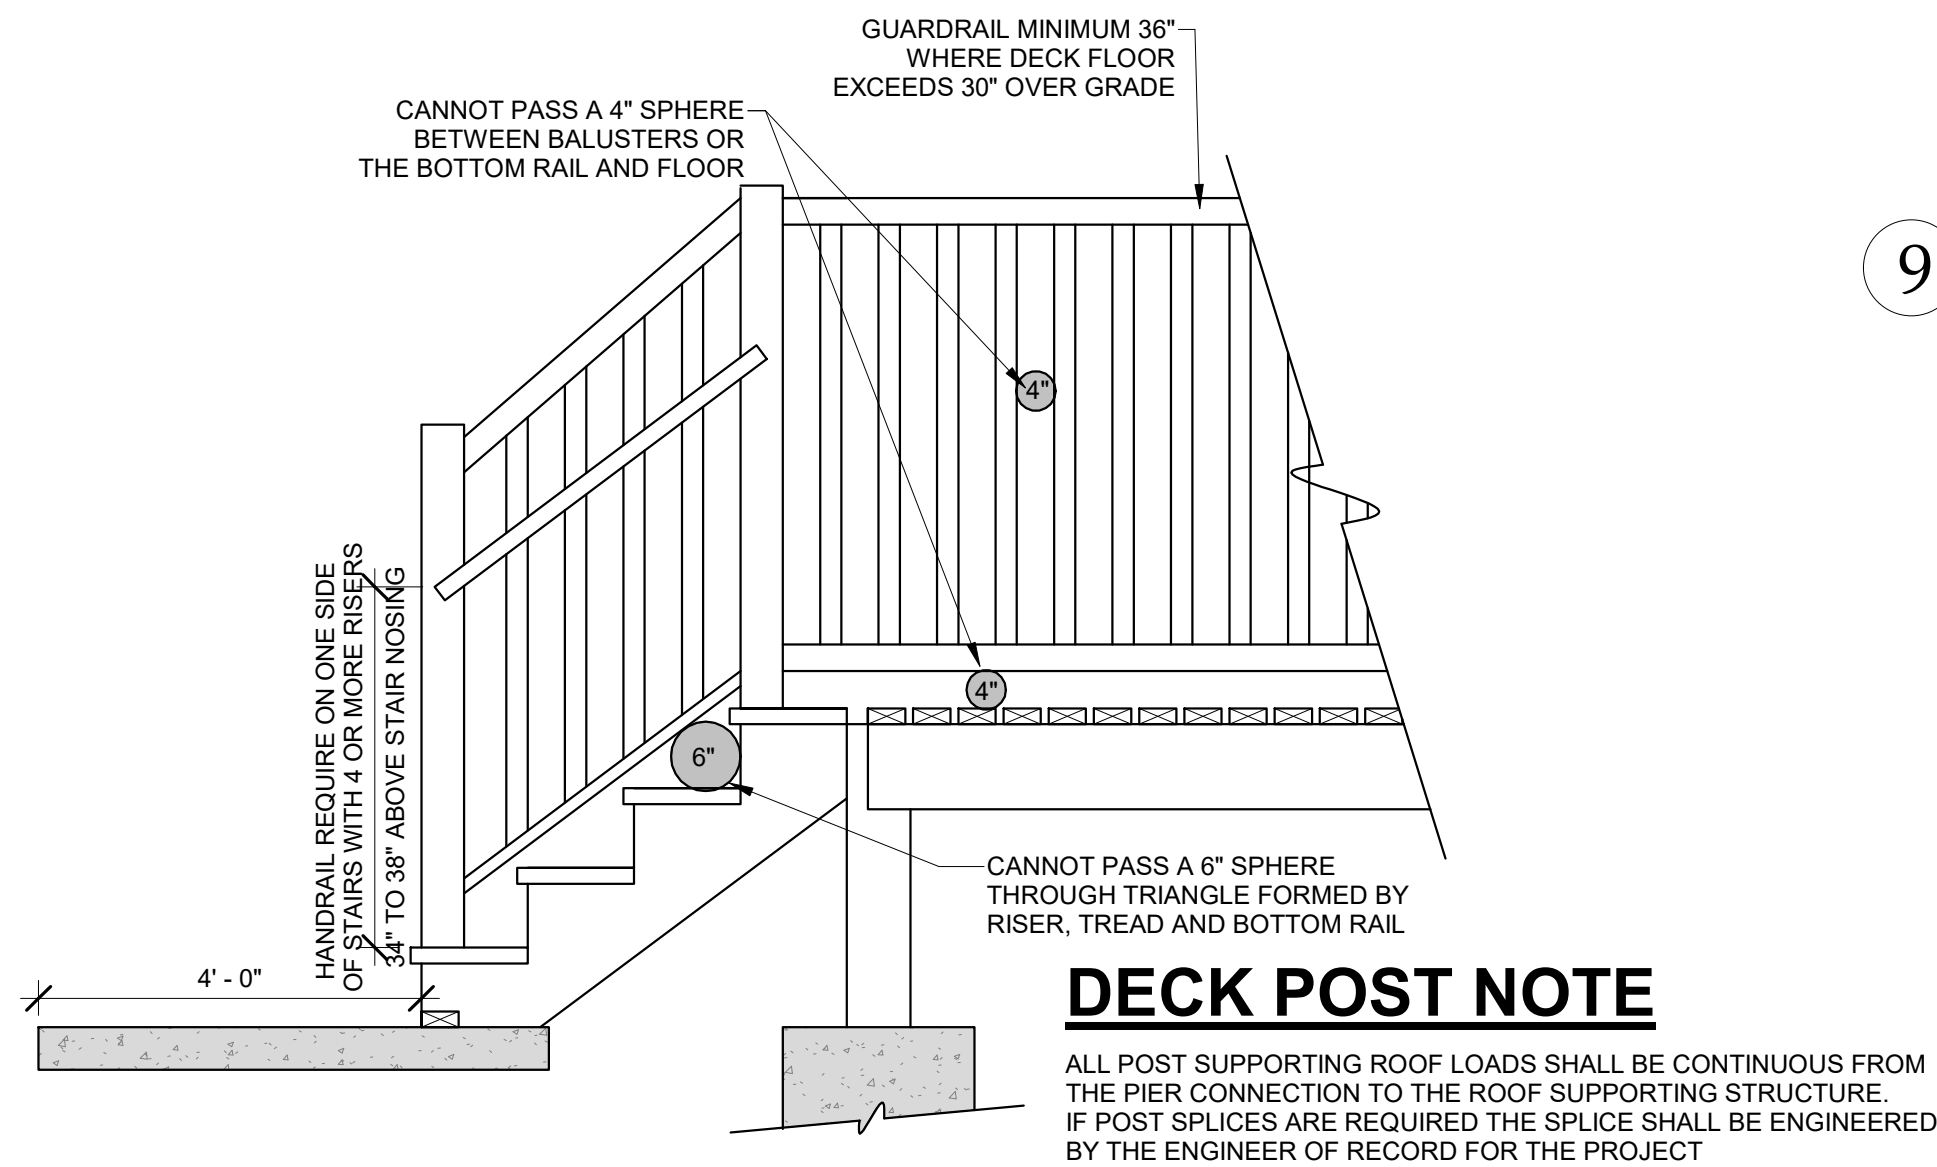 GUARDRAIL MINIMUM 36"
WHERE DECK FLOOR
EXCEEDS 30" OVER GRADE
CANNOT PASS A 4" SPHERE
BETWEEN BALUSTERS OR
THE BOTTOM RAIL AND FLOOR
9
4"
4"
6"
HANDRAIL REQUIRE ON ONE SIDE
OF STAIRS WITH 4 OR MORE RISERS
34" TO 38" ABOVE STAIR NOSING
CANNOT PASS A 6" SPHERE
THROUGH TRIANGLE FORMED BY
RISER, TREAD AND BOTTOM RAIL
4' - 0"
DECK POST NOTE
ALL POST SUPPORTING ROOF LOADS SHALL BE CONTINUOUS FROM
THE PIER CONNECTION TO THE ROOF SUPPORTING STRUCTURE.
IF POST SPLICES ARE REQUIRED THE SPLICE SHALL BE ENGINEERED
BY THE ENGINEER OF RECORD FOR THE PROJECT